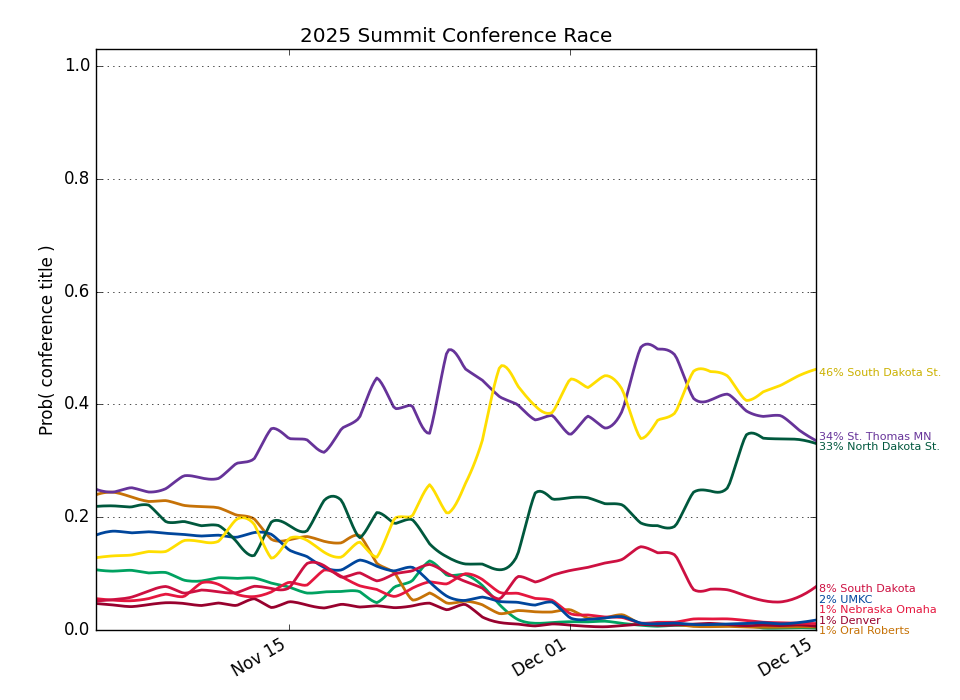 2025 Summit Conference Race
1.0
0.8
0.6
0.4
0.2
0.0
Prob( conference title )
Nov 15
Dec 01
Dec 15
46% South Dakota St.
34% St. Thomas MN
33% North Dakota St.
8% South Dakota
2% UMKC
1% Nebraska Omaha
1% Denver
1% Oral Roberts